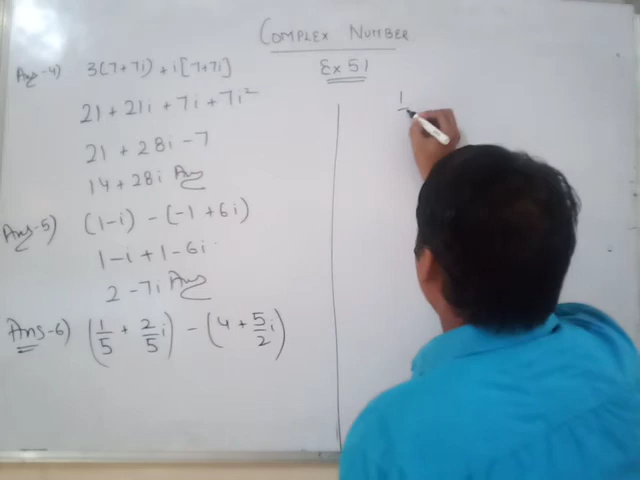 COMPLEX NUMBER
Ex 51
Ans-4) 3(7+7i) + i[7+7i]
21 + 21i + 7i + 7i²
21 + 28i - 7
14 + 28i Ans
Ans-5) (1-i) - (-1 + 6i)
1-i + 1-6i
2 - 7i Ans
Ans-6) (1/5 + 2/5 i) - (4 + 5/2 i)
1